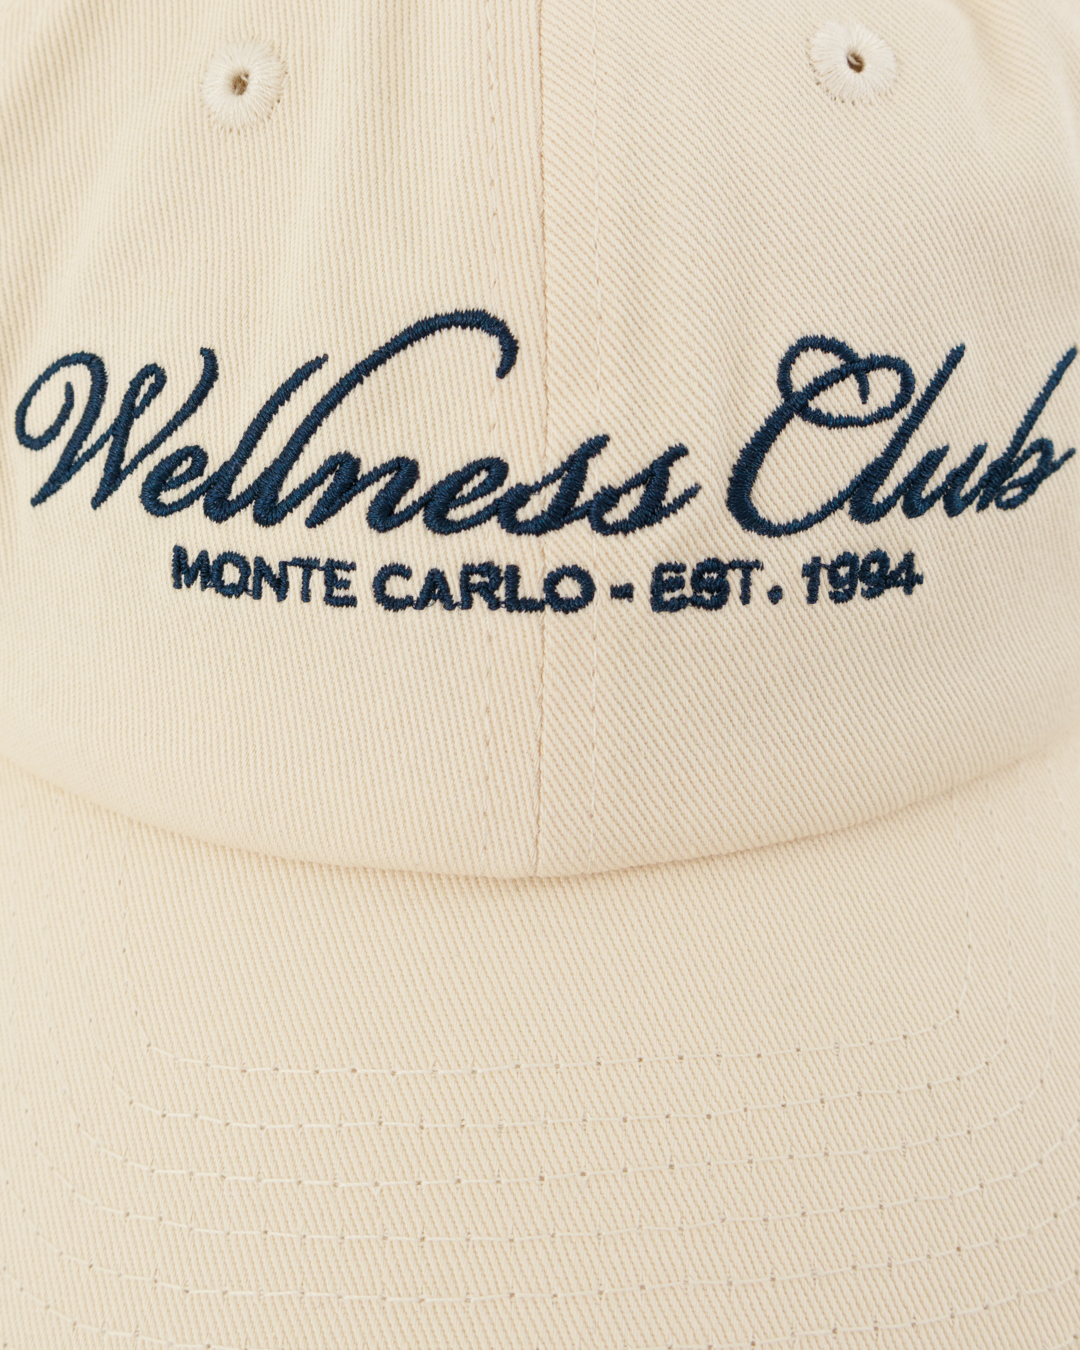 Wellness Club
MONTE CARLO - EST. 1994